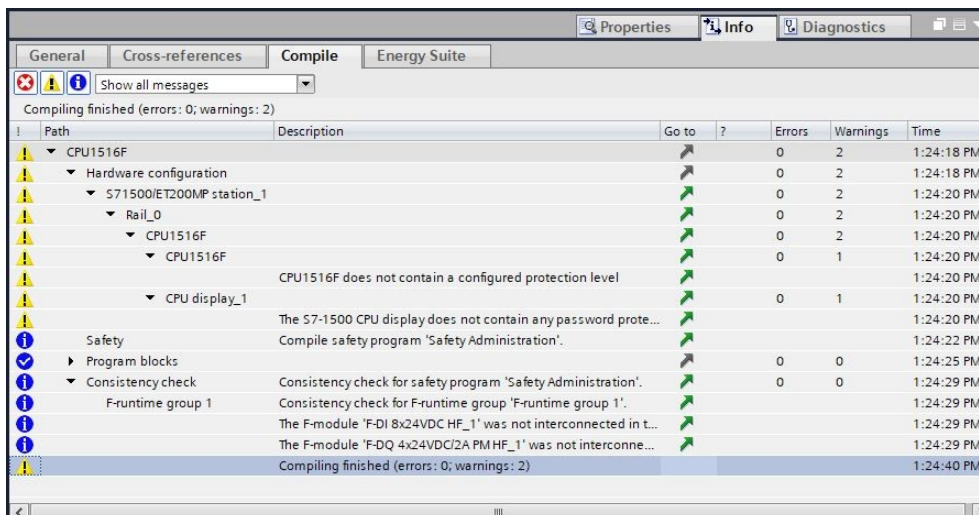 Properties Info Diagnostics
General Cross-references Compile Energy Suite
Show all messages
Compiling finished (errors: 0; warnings: 2)
! Path Description Go to ? Errors Warnings Time
CPU1516F 0 2 1:24:18 PM
Hardware configuration 0 2 1:24:18 PM
S71500/ET200MP station_1 0 2 1:24:20 PM
Rail_0 0 2 1:24:20 PM
CPU1516F 0 2 1:24:20 PM
CPU1516F 0 1 1:24:20 PM
CPU1516F does not contain a configured protection level 1:24:20 PM
CPU display_1 0 1 1:24:20 PM
The S7-1500 CPU display does not contain any password prote... 1:24:20 PM
Safety Compile safety program 'Safety Administration'. 1:24:22 PM
Program blocks 0 0 1:24:25 PM
Consistency check Consistency check for safety program 'Safety Administration'. 0 0 1:24:29 PM
F-runtime group 1 Consistency check for F-runtime group 'F-runtime group 1'. 1:24:29 PM
The F-module 'F-DI 8x24VDC HF_1' was not interconnected in t... 1:24:29 PM
The F-module 'F-DQ 4x24VDC/2A PM HF_1' was not interconne... 1:24:29 PM
Compiling finished (errors: 0; warnings: 2) 1:24:40 PM